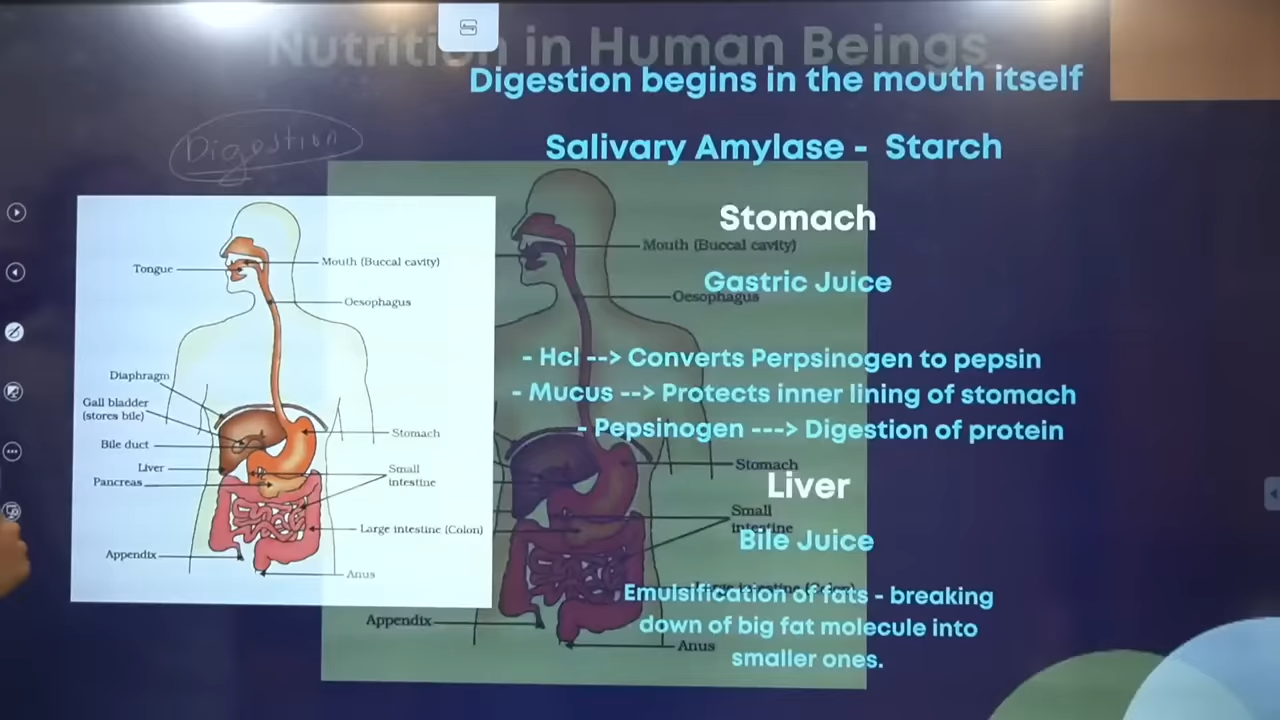 Nutrition in Human Beings
Digestion begins in the mouth itself
Digestion
Salivary Amylase - Starch
Tongue
Mouth (Buccal cavity)
Oesophagus
Diaphragm
Gall bladder
(stores bile)
Bile duct
Liver
Pancreas
Stomach
Small
intestine
Large intestine (Colon)
Appendix
Anus
Mouth (Buccal cavity)
Oesophagus
Stomach
Small
intestine
Large intestine (Colon)
Appendix
Anus
Stomach
Gastric Juice
- Hcl --> Converts Perpsinogen to pepsin
- Mucus --> Protects inner lining of stomach
- Pepsinogen ---> Digestion of protein
Liver
Bile Juice
Emulsification of fats - breaking
down of big fat molecule into
smaller ones.